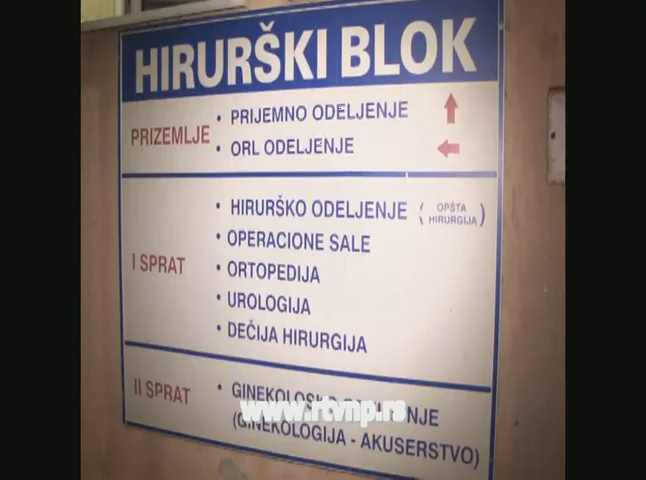 HIRURŠKI BLOK
PRIZEMLJE
• PRIJEMNO ODELJENJE
• ORL ODELJENJE
I SPRAT
• HIRURŠKO ODELJENJE (OPŠTA HIRURGIJA)
• OPERACIONE SALE
• ORTOPEDIJA
• UROLOGIJA
• DEČIJA HIRURGIJA
II SPRAT
• GINEKOLOŠKO
www.rtvnp.rs
(GINEKOLOGIJA - AKUSERSTVO)